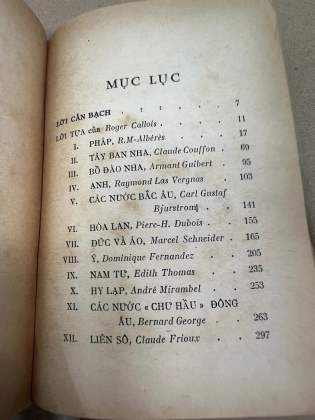 MỤC LỤC
LỜI CẨN BẠCH . : : . . 7
LỜI TỰA của Roger Callois . . . . 11
I. PHÁP, R.M-Albérès . . . 17
II. TÂY BAN NHA, Claude Couffon . 69
III. BỒ ĐÀO NHA, Armant Guibert . 95
IV. ANH, Raymond Las Vergnas . . 103
V. CÁC NƯỚC BẮC ÂU, Carl Gustaf
Bjurstrom . . 141
VI. HÒA LAN, Piere-H. Dubois . . 155
VII. ĐỨC VÀ ÁO, Marcel Schneider . 165
VIII. Ý, Dominique Fernandez . . 205
IX. NAM TƯ, Edith Thomas . . 235
X. HY LẠP, André Mirambel . . 253
XI. CÁC NƯỚC « CHƯ HẦU » ĐÔNG
ÂU, Bernard George . . 263
XII. LIÊN SÔ, Claude Frioux . . 297